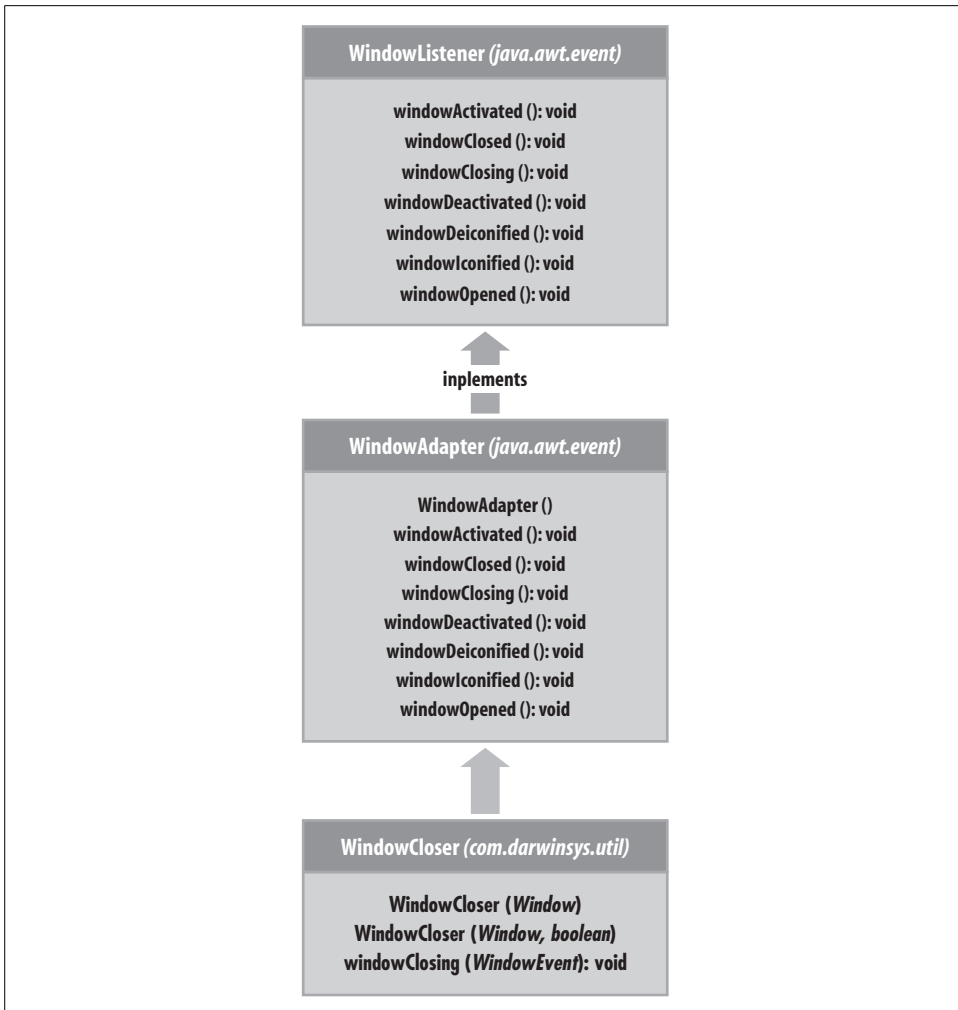 WindowListener (java.awt.event)
windowActivated (): void
windowClosed (): void
windowClosing (): void
windowDeactivated (): void
windowDeiconified (): void
windowIconified (): void
windowOpened (): void
inplements
WindowAdapter (java.awt.event)
WindowAdapter ()
windowActivated (): void
windowClosed (): void
windowClosing (): void
windowDeactivated (): void
windowDeiconified (): void
windowIconified (): void
windowOpened (): void
WindowCloser (com.darwinsys.util)
WindowCloser (Window)
WindowCloser (Window, boolean)
windowClosing (WindowEvent): void